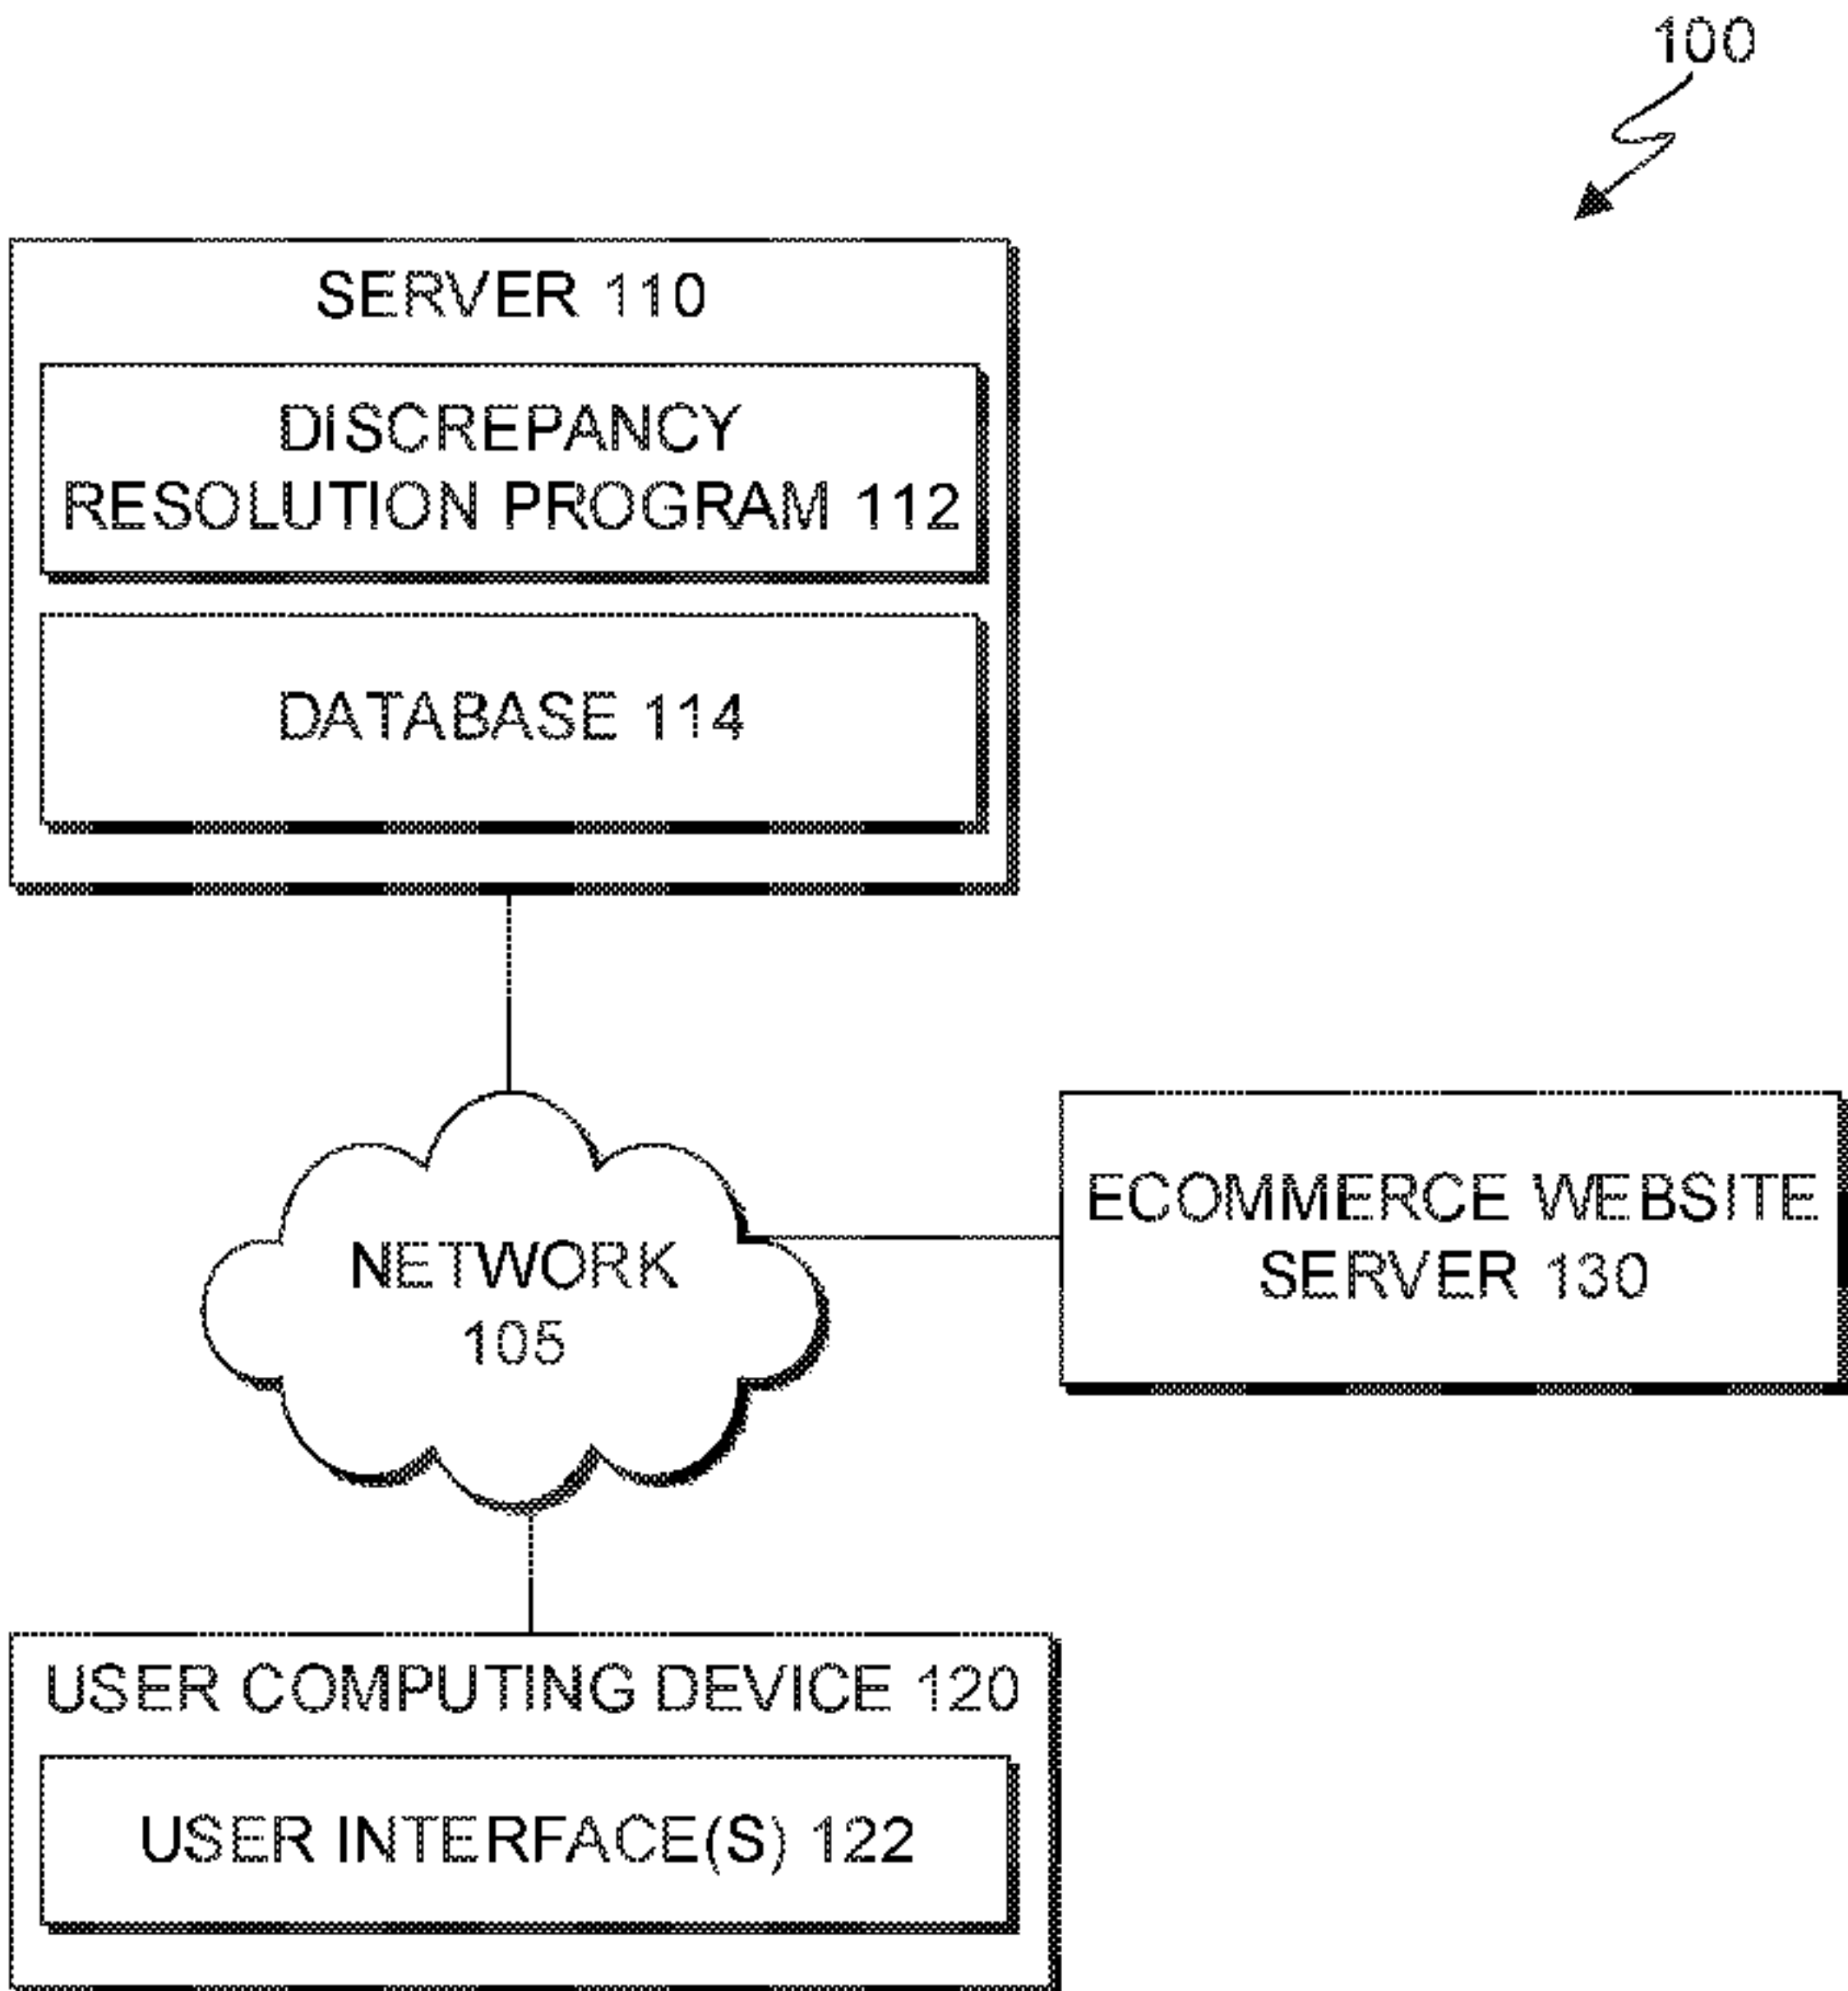 100
SERVER 110
DISCREPANCY
RESOLUTION PROGRAM 112
DATABASE 114
NETWORK
105
ECOMMERCE WEBSITE
SERVER 130
USER COMPUTING DEVICE 120
USER INTERFACE(S) 122